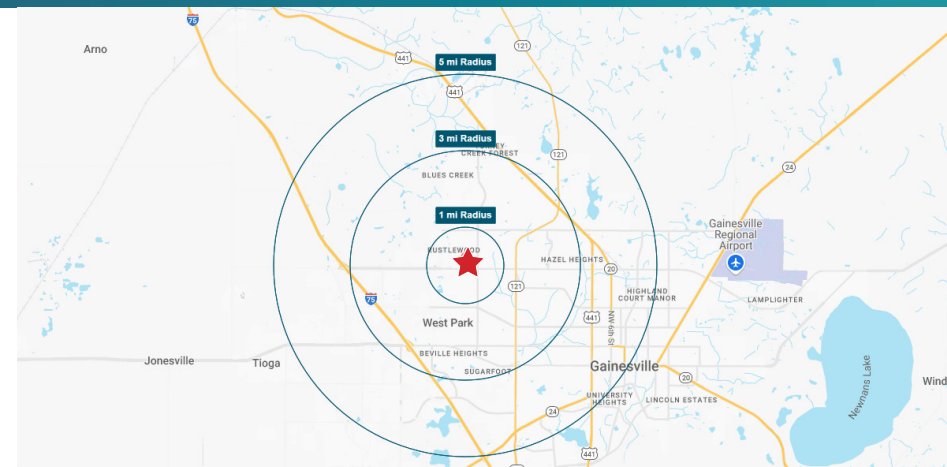 75
Arno
121
441
5 mi Radius
441
3 mi Radius
CREEK FOREST
121
24
BLUES CREEK
1 mi Radius
Gainesville
Regional
Airport
HAZEL HEIGHTS
20
121
HIGHLAND
COURT MANOR
LAMPLIGHTER
75
441
NW 6th St
West Park
BEVILLE HEIGHTS
Jonesville
Tioga
SUGARFOOT
Gainesville
20
Newnans Lake
Wind
UNIVERSITY
HEIGHTS
LINCOLN ESTATES
24
441